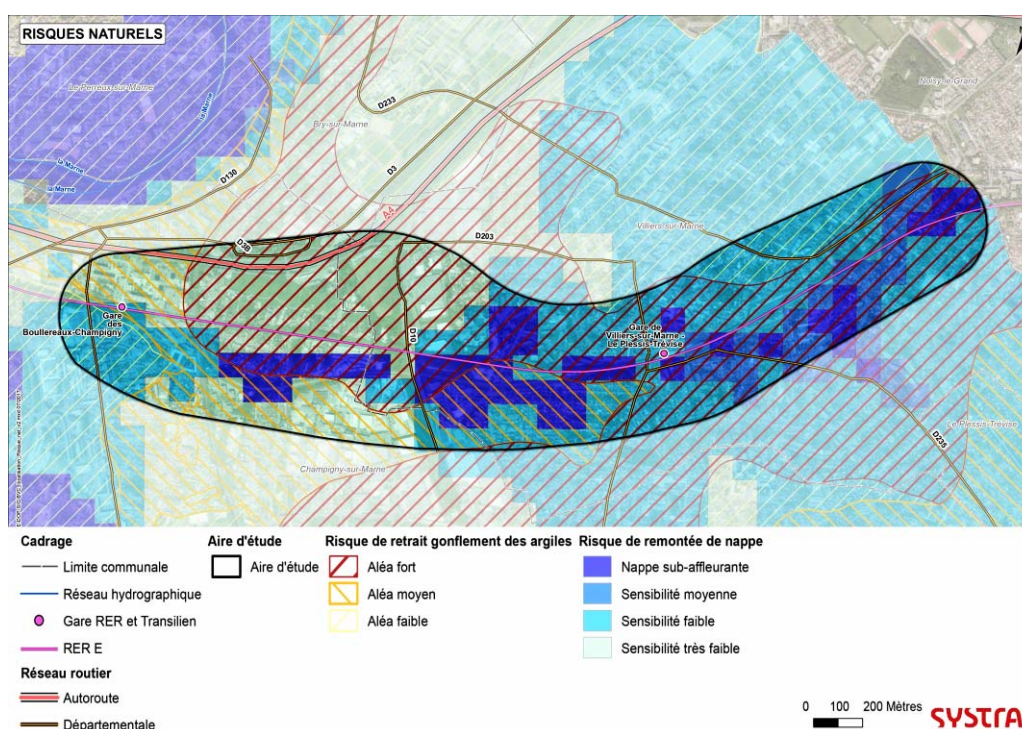 RISQUES NATURELS
Le Perreux-sur-Marne
la Marne
la Marne
la Marne
Bry-sur-Marne
D233
Noisy-le-Grand
D130
D3
A4
D38
D203
Villiers-sur-Marne
Gare
des
Boullereaux-Champigny
D10
Gare de
Villiers-sur-Marne -
Le Plessis-Trévise
Le Plessis-Trévise
D235
Champigny-sur-Marne
Cadrage
Limite communale
Réseau hydrographique
Gare RER et Transilien
RER E
Réseau routier
Autoroute
Départementale
Aire d'étude
Aire d'étude
Risque de retrait gonflement des argiles
Aléa fort
Aléa moyen
Aléa faible
Risque de remontée de nappe
Nappe sub-affleurante
Sensibilité moyenne
Sensibilité faible
Sensibilité très faible
0 100 200 Mètres
SYSTRA